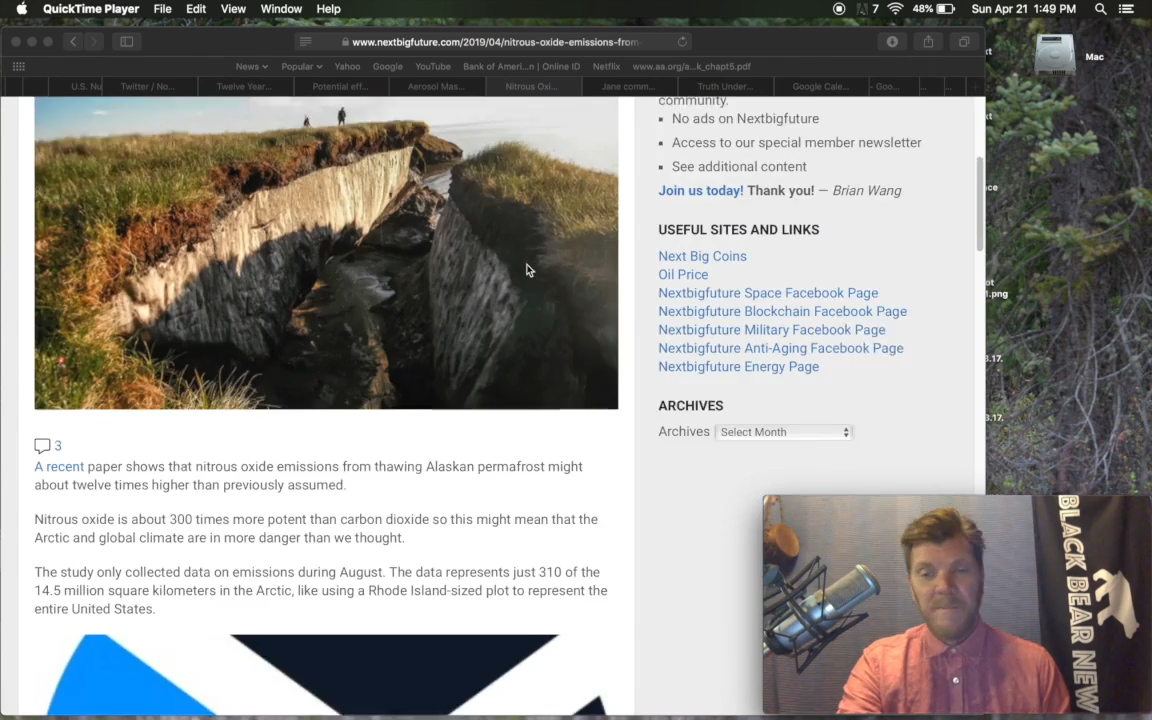 QuickTime Player File Edit View Window Help
7 48% Sun Apr 21 1:49 PM
www.nextbigfuture.com/2019/04/nitrous-oxide-emissions-from-
News Popular Yahoo Google YouTube Bank of Ameri...n | Online ID Netflix www.aa.org/a...k_chapt5.pdf
U.S. Nu Twitter / No... Twelve Year... Potential eff... Aerosol Mas... Nitrous Oxi... Jane comm... Truth Under... Google Cale... - Goo...
Mac
community.
No ads on Nextbigfuture
Access to our special member newsletter
See additional content
Join us today! Thank you! — Brian Wang
USEFUL SITES AND LINKS
Next Big Coins
Oil Price
Nextbigfuture Space Facebook Page
Nextbigfuture Blockchain Facebook Page
Nextbigfuture Military Facebook Page
Nextbigfuture Anti-Aging Facebook Page
Nextbigfuture Energy Page
ARCHIVES
Archives Select Month
1.png
3.17.
3.17.
3
A recent paper shows that nitrous oxide emissions from thawing Alaskan permafrost might
about twelve times higher than previously assumed.
Nitrous oxide is about 300 times more potent than carbon dioxide so this might mean that the
Arctic and global climate are in more danger than we thought.
The study only collected data on emissions during August. The data represents just 310 of the
14.5 million square kilometers in the Arctic, like using a Rhode Island-sized plot to represent the
entire United States.
BLACK BEAR NEW